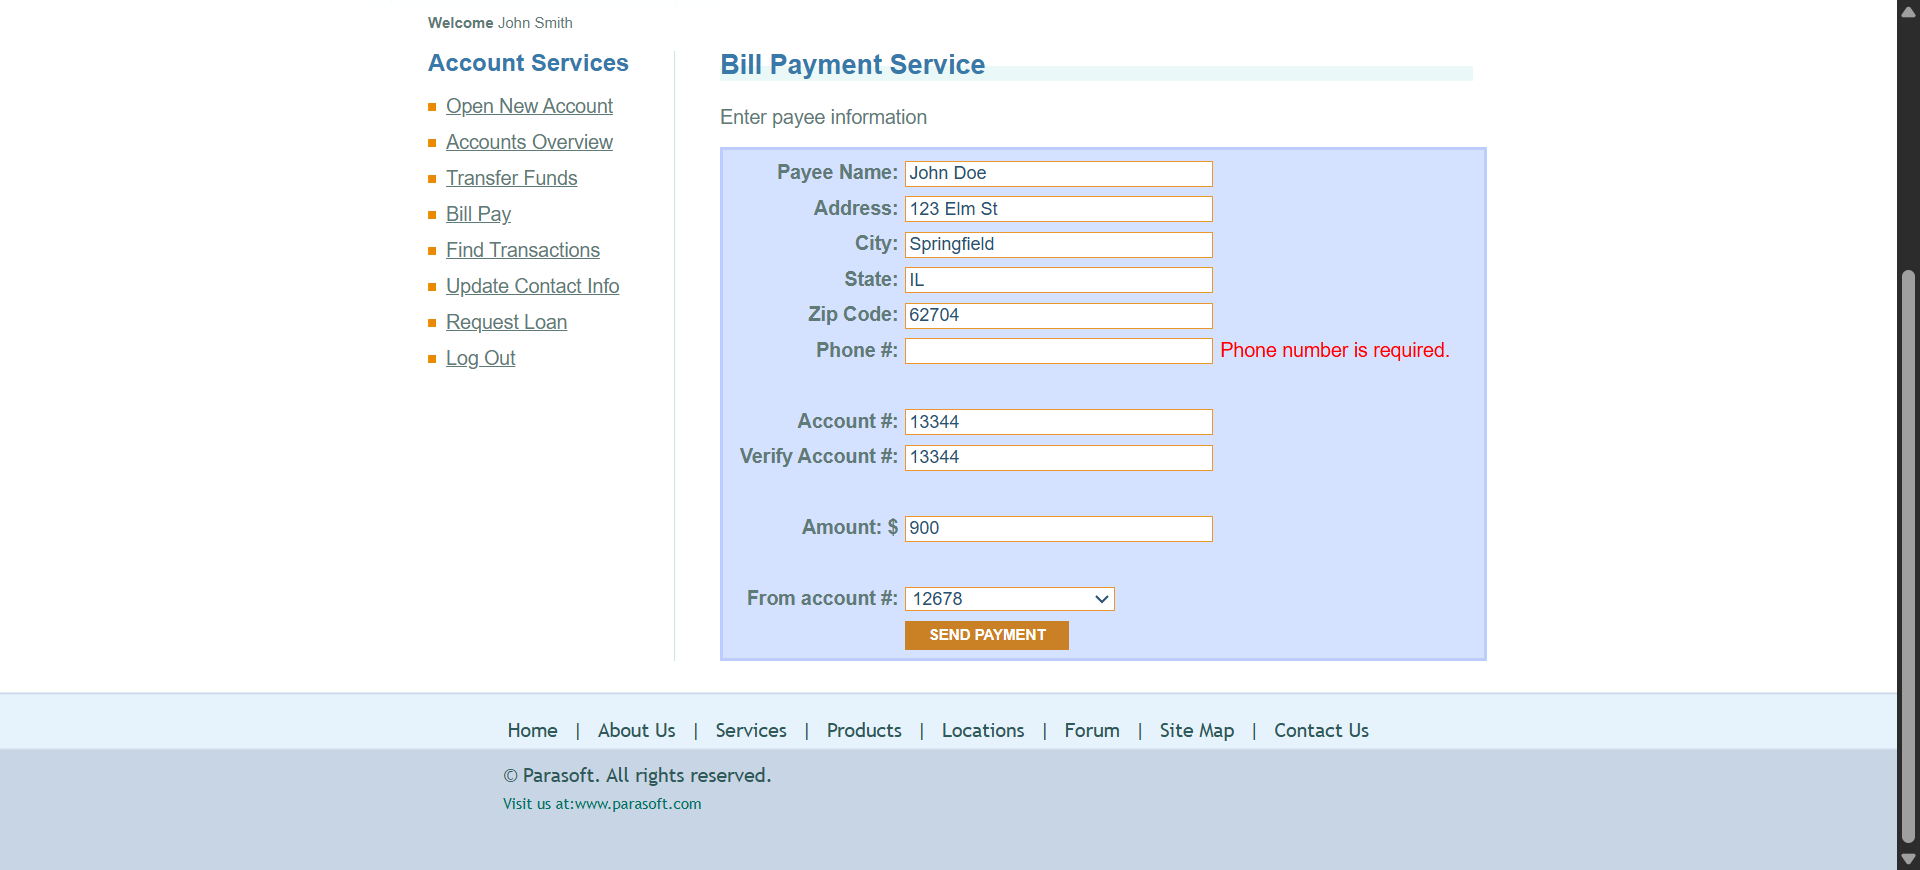 Welcome John Smith
Account Services
Open New Account
Accounts Overview
Transfer Funds
Bill Pay
Find Transactions
Update Contact Info
Request Loan
Log Out
Bill Payment Service
Enter payee information
Payee Name: John Doe
Address: 123 Elm St
City: Springfield
State: IL
Zip Code: 62704
Phone #: Phone number is required.
Account #: 13344
Verify Account #: 13344
Amount: $ 900
From account #: 12678
SEND PAYMENT
Home | About Us | Services | Products | Locations | Forum | Site Map | Contact Us
© Parasoft. All rights reserved.
Visit us at:www.parasoft.com